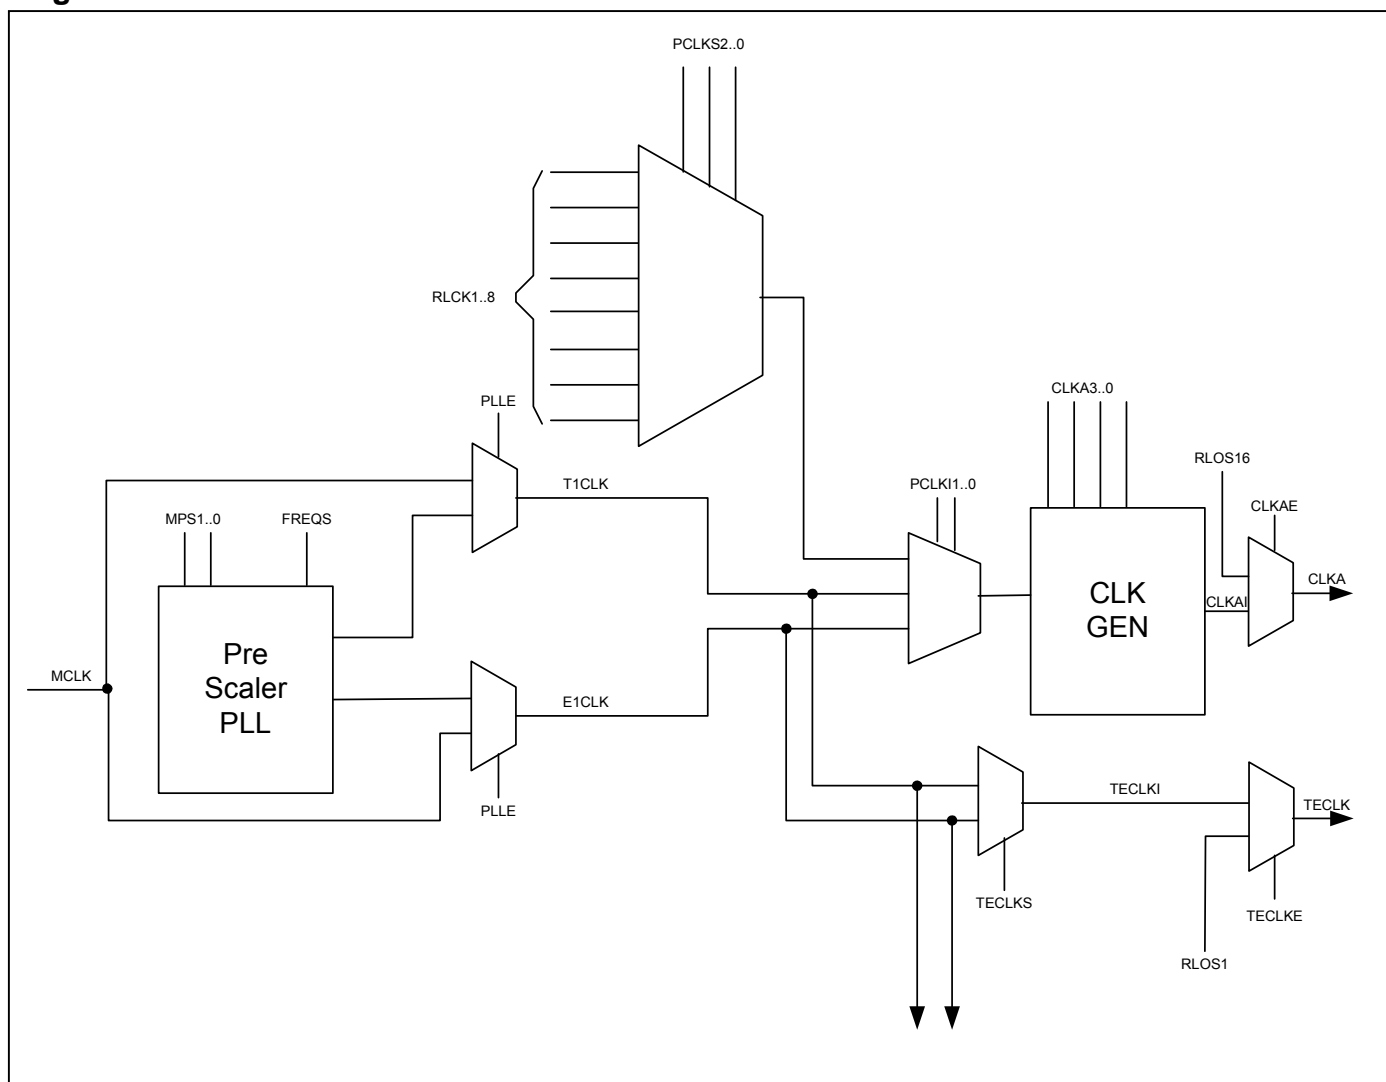 PCLKS2..0
RLCK1..8
PLLE
CLKA3..0
RLOS16
T1CLK
PCLKI1..0
MPS1..0
FREQS
CLKAE
CLKA
CLK
GEN
CLKAI
Pre
Scaler
PLL
MCLK
E1CLK
PLLE
TECLKI
TECLK
TECLKS
TECLKE
RLOS1